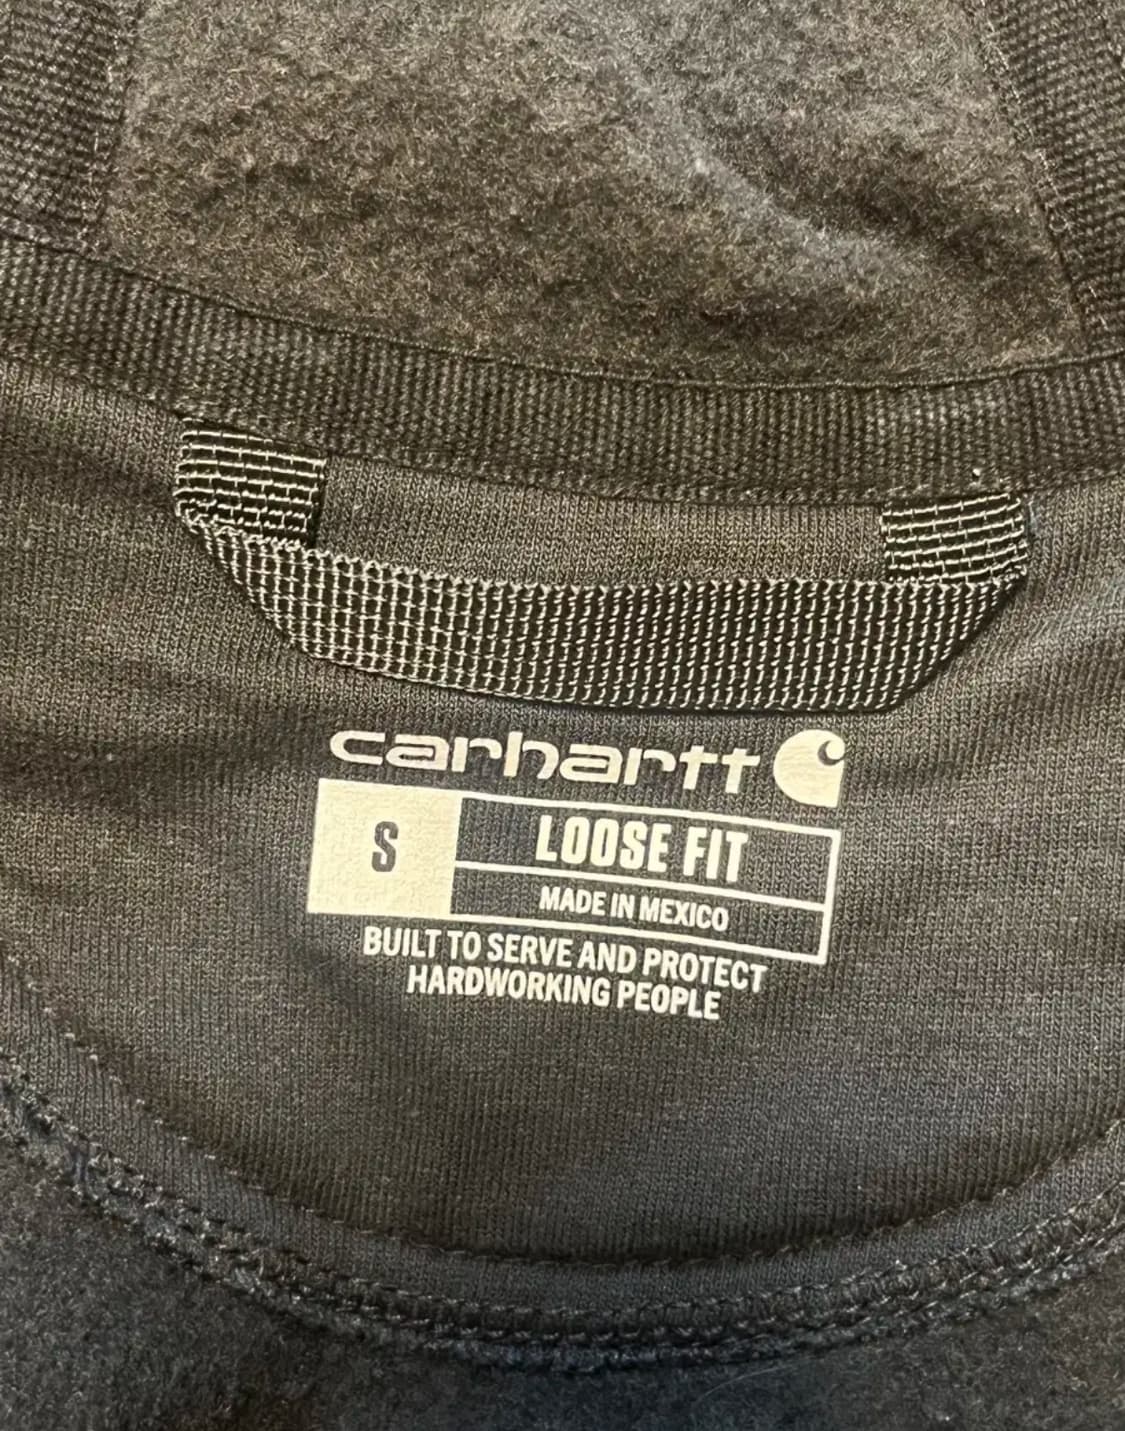 carhartt
S
LOOSE FIT
MADE IN MEXICO
BUILT TO SERVE AND PROTECT
HARDWORKING PEOPLE